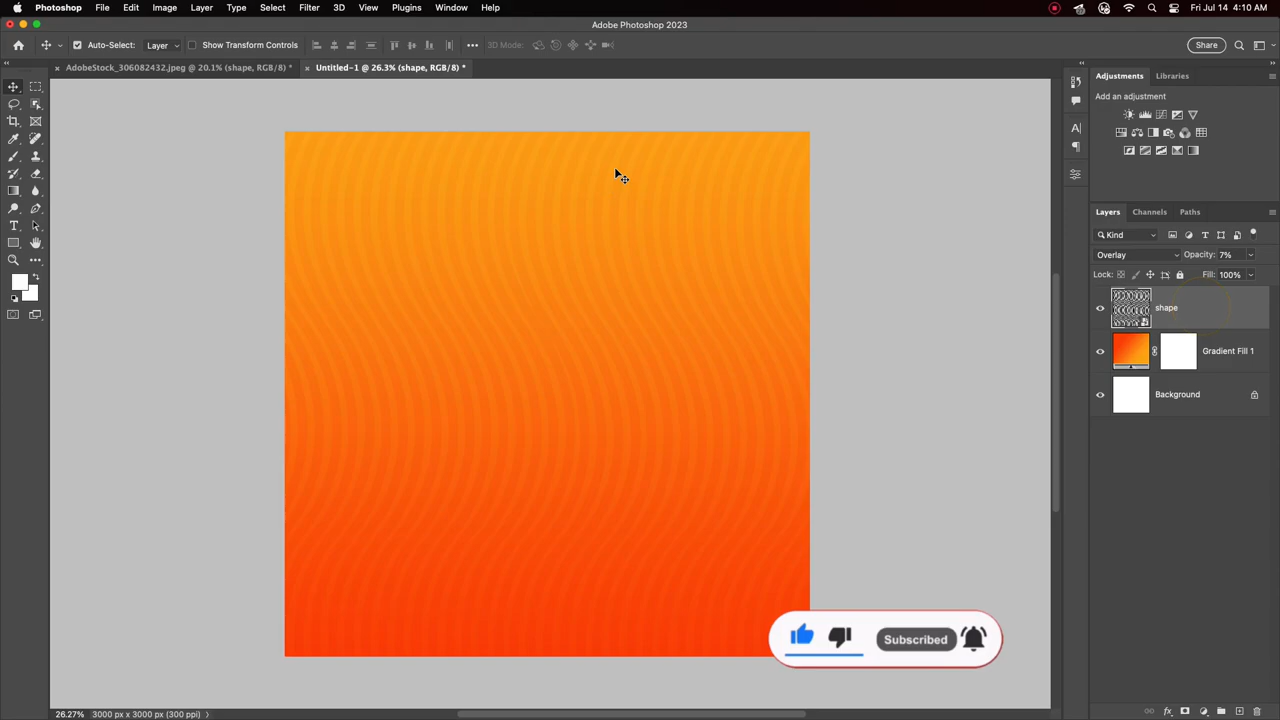 Photoshop File Edit Image Layer Type Select Filter 3D View Plugins Window Help Fri Jul 14 4:10 AM
Adobe Photoshop 2023
Auto-Select: Layer Show Transform Controls 3D Mode: Share
× AdobeStock_306082432.jpeg @ 20.1% (shape, RGB/8) * × Untitled-1 @ 26.3% (shape, RGB/8) *
Adjustments Libraries
Add an adjustment
Layers Channels Paths
Kind
Overlay Opacity: 7%
Lock: Fill: 100%
shape
Gradient Fill 1
Background
Subscribed
26.27% 3000 px x 3000 px (300 ppi)